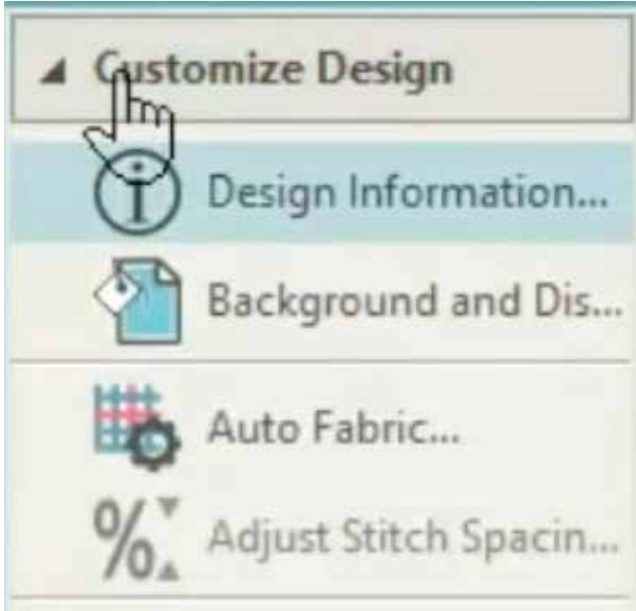 Customize Design
Design Information...
Background and Dis...
Auto Fabric...
%
Adjust Stitch Spacin...